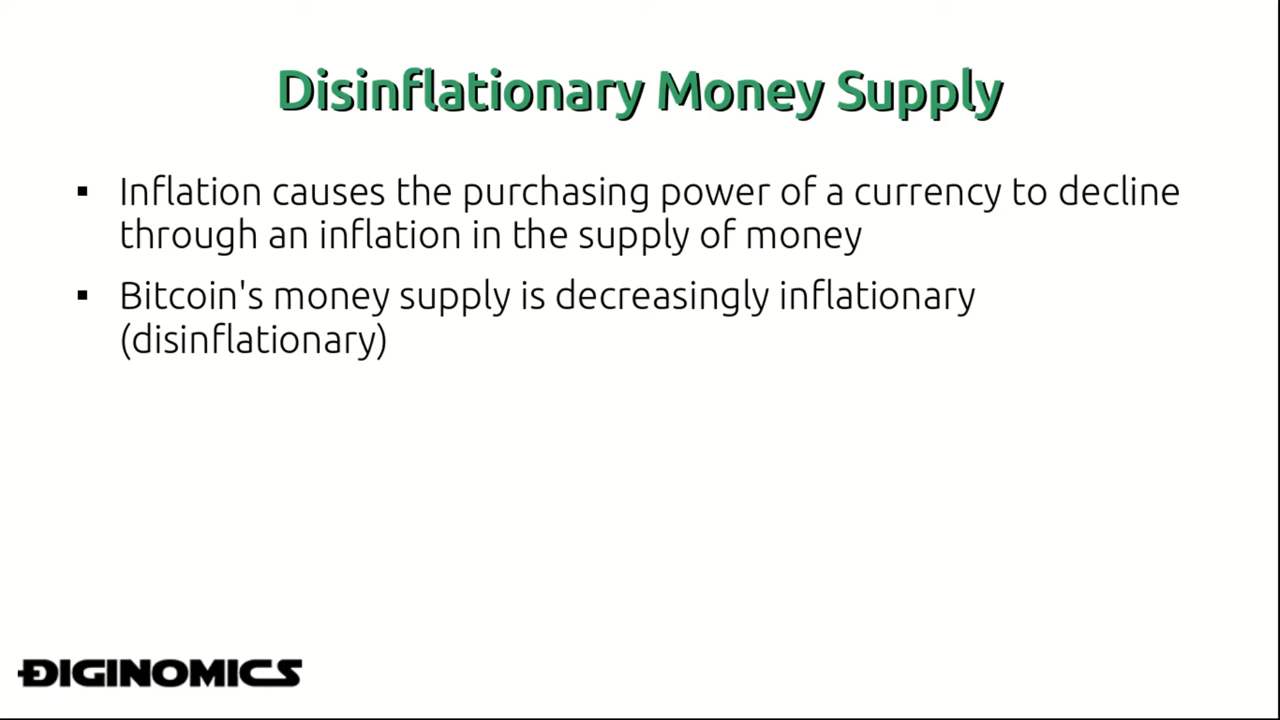 Disinflationary Money Supply
▪ Inflation causes the purchasing power of a currency to decline
through an inflation in the supply of money
▪ Bitcoin's money supply is decreasingly inflationary
(disinflationary)
ĐIGINOMICS